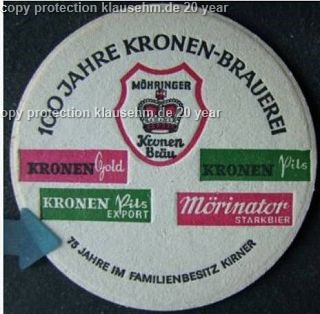 copy protection klausehm.de 20 year
100 JAHRE KRONEN-BRAUEREI
MÖHRINGER
Kronen
Bräu
copy protection klausehm.de 20 year
KRONEN Gold
KRONEN Pils
KRONEN Pils
EXPORT
Mörinator
STARKBIER
75 JAHRE IM FAMILIENBESITZ KIRNER